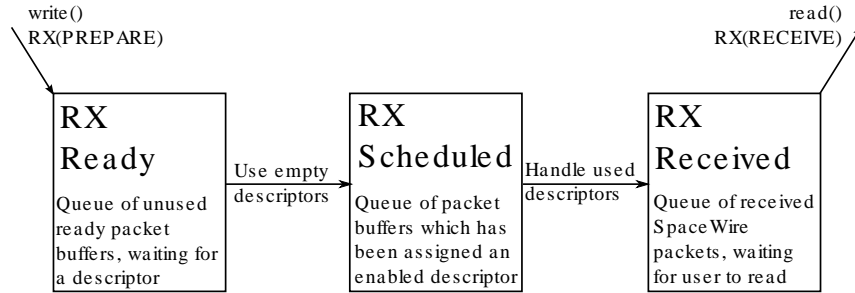 write()
RX(PREPARE)
read()
RX(RECEIVE)
RX
Ready
Queue of unused
ready packet
buffers, waiting for
a descriptor
Use empty
descriptors
RX
Scheduled
Queue of packet
buffers which has
been assigned an
enabled descriptor
Handle used
descriptors
RX
Received
Queue of received
SpaceWire
packets, waiting
for user to read